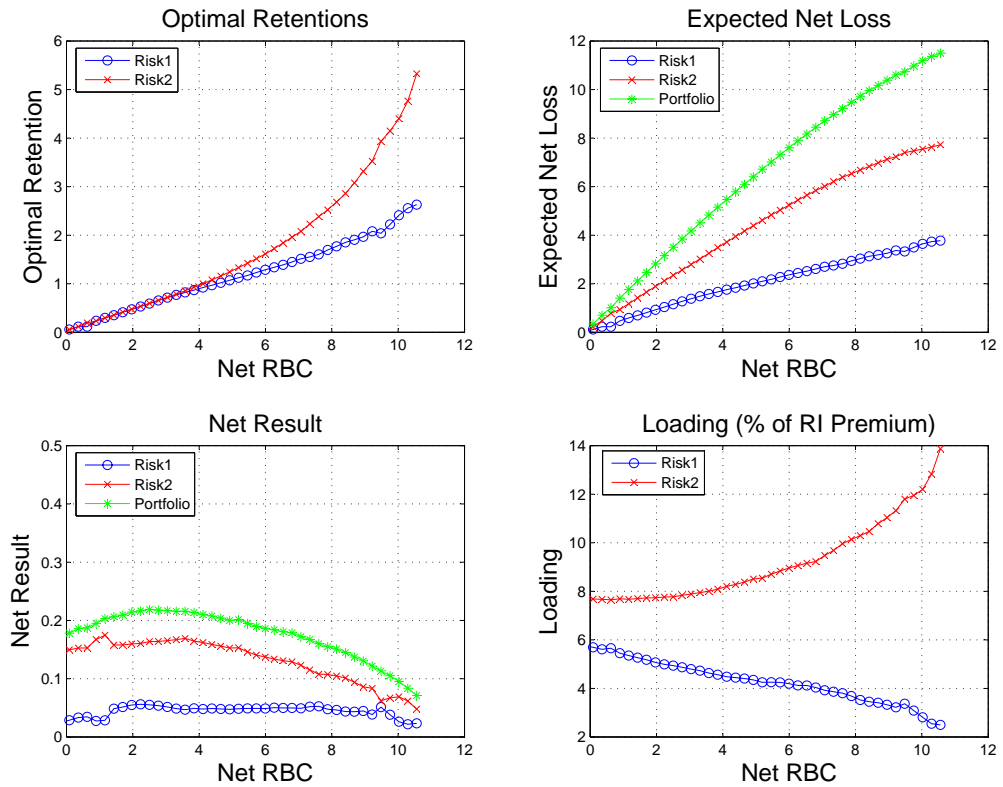 Optimal Retentions
Optimal Retention
6
5
4
3
2
1
0
Risk1
Risk2
0 2 4 6 8 10 12
Net RBC
Expected Net Loss
Expected Net Loss
12
10
8
6
4
2
0
Risk1
Risk2
Portfolio
0 2 4 6 8 10 12
Net RBC
Net Result
Net Result
0.5
0.4
0.3
0.2
0.1
0
Risk1
Risk2
Portfolio
0 2 4 6 8 10 12
Net RBC
Loading (% of RI Premium)
Loading
14
12
10
8
6
4
2
Risk1
Risk2
0 2 4 6 8 10 12
Net RBC